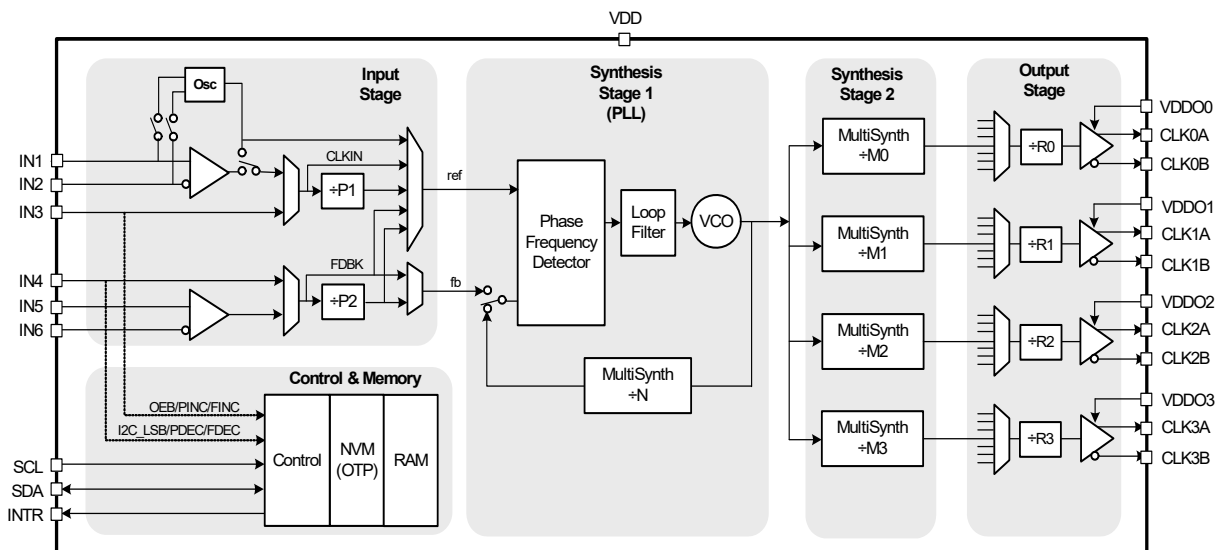 VDD
Input
Stage
Osc
IN1
IN2
IN3
CLKIN
÷P1
ref
IN4
IN5
IN6
FDBK
÷P2
fb
Synthesis
Stage 1
(PLL)
Phase
Frequency
Detector
Loop
Filter
VCO
MultiSynth
÷N
Synthesis
Stage 2
MultiSynth
÷M0
MultiSynth
÷M1
MultiSynth
÷M2
MultiSynth
÷M3
Output
Stage
÷R0
VDDO0
CLK0A
CLK0B
÷R1
VDDO1
CLK1A
CLK1B
÷R2
VDDO2
CLK2A
CLK2B
÷R3
VDDO3
CLK3A
CLK3B
Control & Memory
OEB/PINC/FINC
I2C_LSB/PDEC/FDEC
SCL
SDA
INTR
Control
NVM
(OTP)
RAM